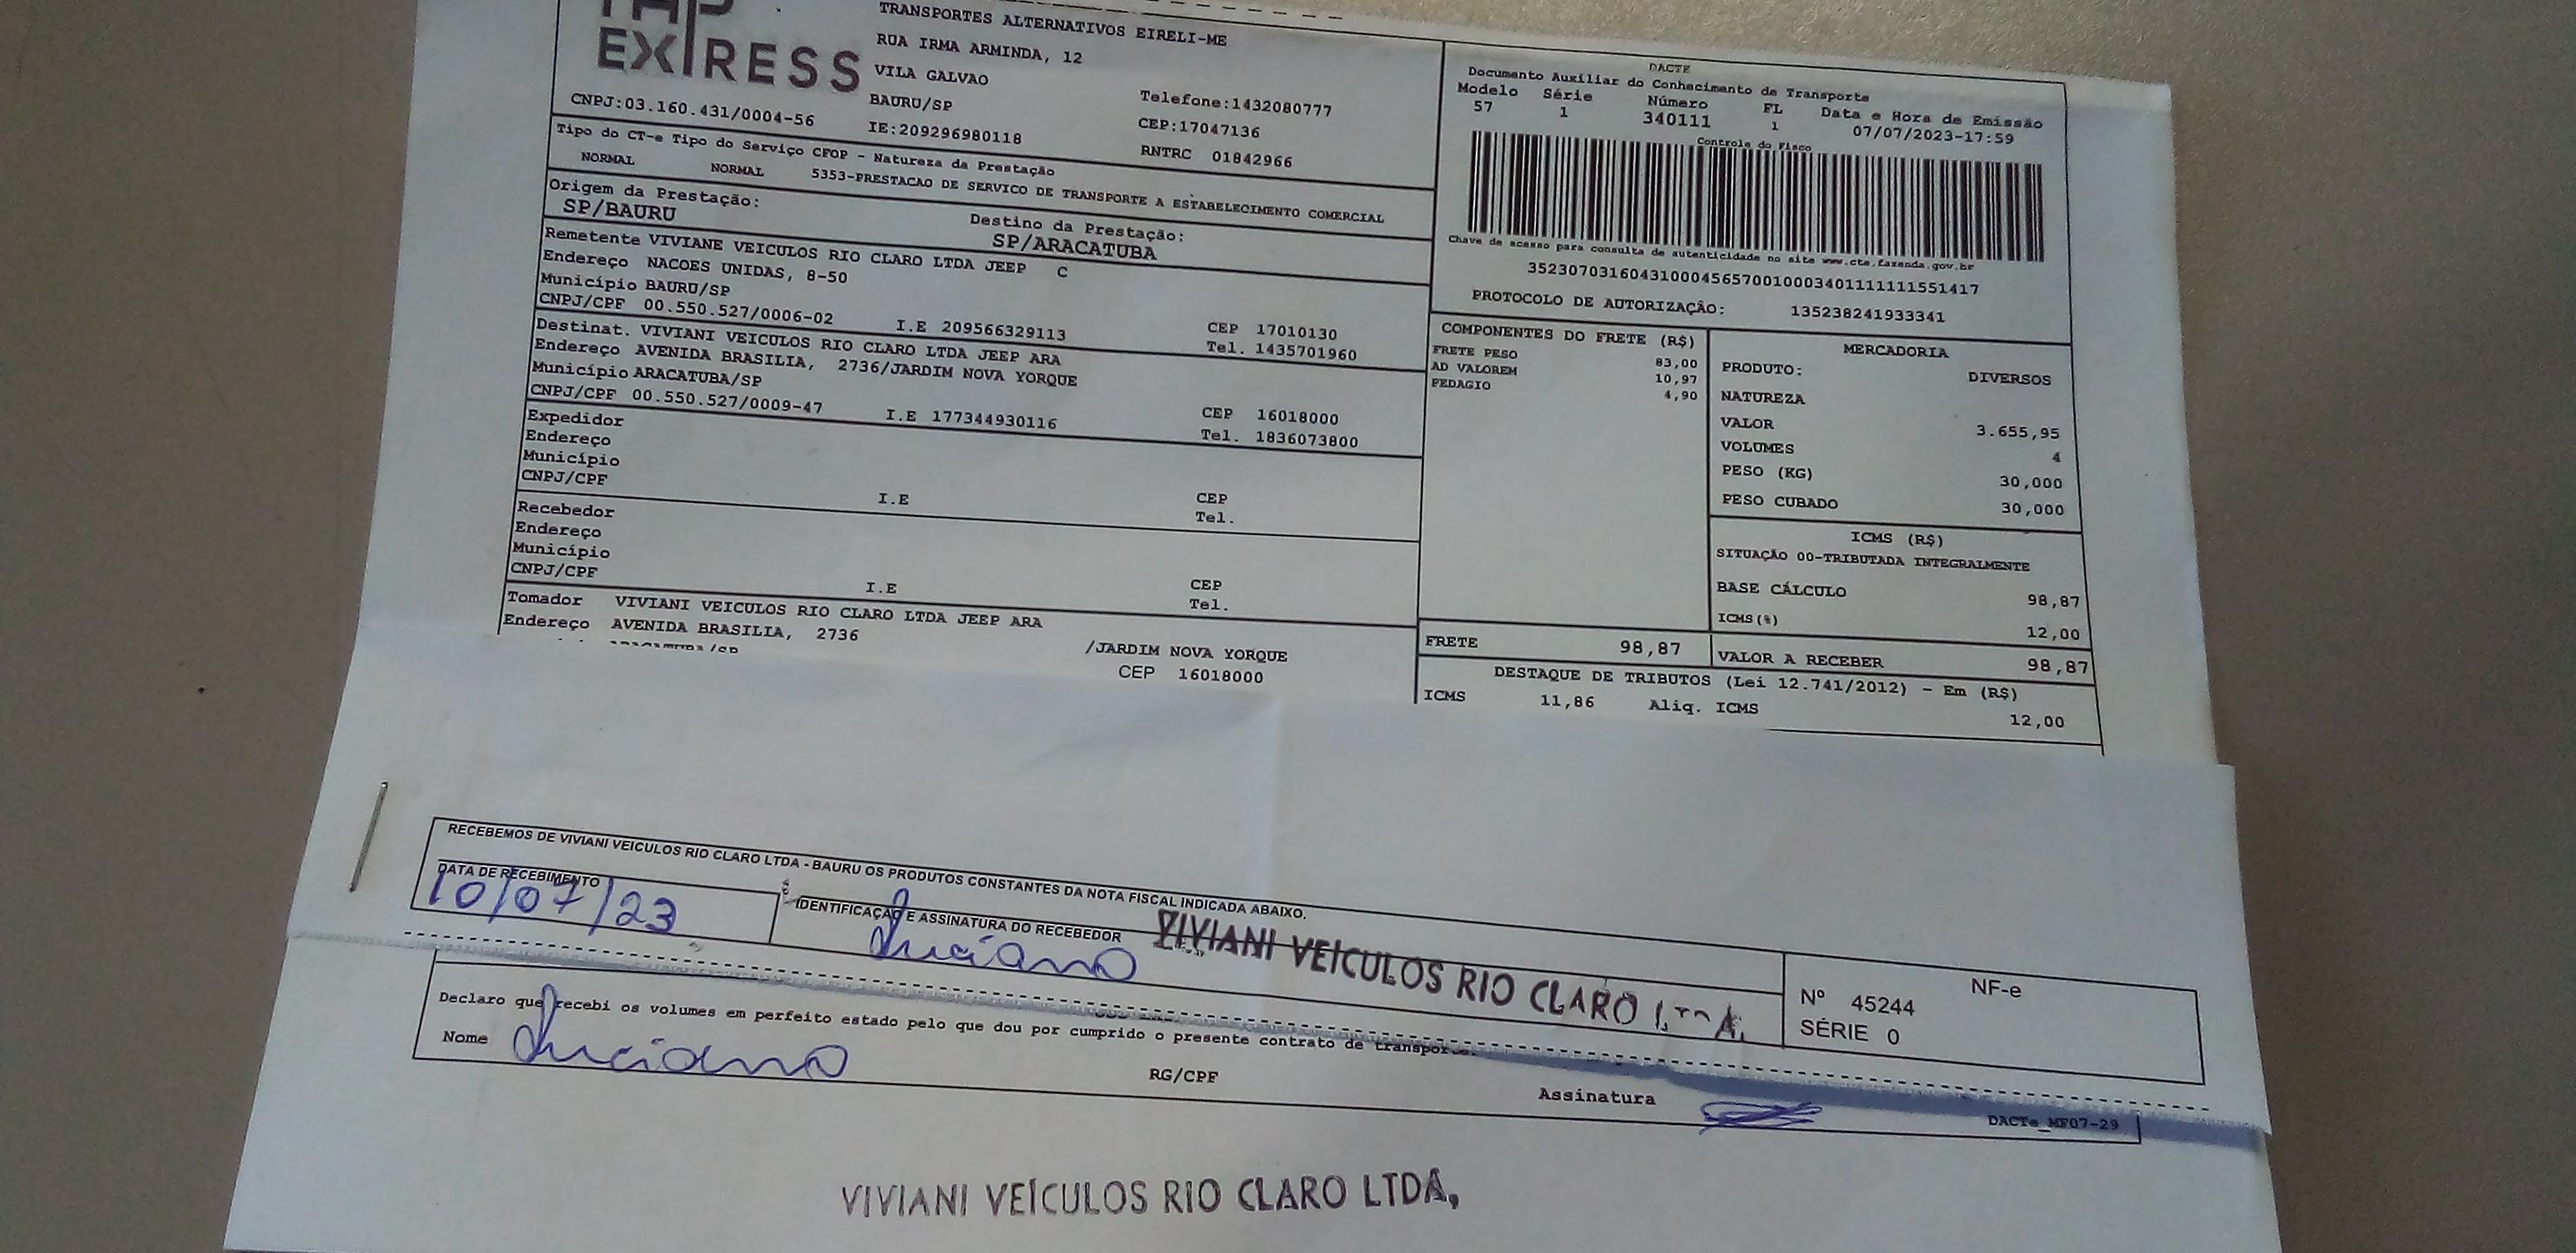 EXPRESS
TRANSPORTES ALTERNATIVOS EIRELI-ME
RUA IRMA ARMINDA, 12
VILA GALVAO
BAURU/SP
Telefone:1432080777
CNPJ:03.160.431/0004-56
IE:209296980118
CEP:17047136
RNTRC 01842966
Tipo do CT-e Tipo do Serviço CFOP - Natureza da Prestação
NORMAL NORMAL 5353-PRESTACAO DE SERVICO DE TRANSPORTE A ESTABELECIMENTO COMERCIAL
Origem da Prestação:
SP/BAURU
Destino da Prestação:
SP/ARACATUBA
Remetente VIVIANE VEICULOS RIO CLARO LTDA JEEP C
Endereço NACOES UNIDAS, 8-50
Município BAURU/SP
CEP 17010130
CNPJ/CPF 00.550.527/0006-02 I.E 209566329113 Tel. 1435701960
Destinat. VIVIANI VEICULOS RIO CLARO LTDA JEEP ARA
Endereço AVENIDA BRASILIA, 2736/JARDIM NOVA YORQUE
Município ARACATUBA/SP
CEP 16018000
CNPJ/CPF 00.550.527/0009-47 I.E 177344930116 Tel. 1836073800
Expedidor
Endereço
Município
CEP
CNPJ/CPF I.E Tel.
Recebedor
Endereço
Município
CEP
CNPJ/CPF I.E Tel.
Tomador VIVIANI VEICULOS RIO CLARO LTDA JEEP ARA
Endereço AVENIDA BRASILIA, 2736 /JARDIM NOVA YORQUE
CEP 16018000
DACTE
Documento Auxiliar do Conhecimento de Transporte
Modelo Série Número FL Data e Hora de Emissão
57 1 340111 1 07/07/2023-17:59
Controle do Fisco
Chave de acesso para consulta de autenticidade no site www.cte.fazenda.gov.br
35230703160431000456570010003401111111551417
PROTOCOLO DE AUTORIZAÇÃO: 135238241933341
COMPONENTES DO FRETE (R$)
FRETE PESO 83,00
AD VALOREM 10,97
PEDAGIO 4,90
MERCADORIA
PRODUTO: DIVERSOS
NATUREZA
VALOR 3.655,95
VOLUMES 4
PESO (KG) 30,000
PESO CUBADO 30,000
ICMS (R$)
SITUAÇÃO 00-TRIBUTADA INTEGRALMENTE
BASE CÁLCULO 98,87
ICMS(%) 12,00
FRETE 98,87 VALOR A RECEBER 98,87
DESTAQUE DE TRIBUTOS (Lei 12.741/2012) - Em (R$)
ICMS 11,86 Aliq. ICMS 12,00
RECEBEMOS DE VIVIANI VEICULOS RIO CLARO LTDA - BAURU OS PRODUTOS CONSTANTES DA NOTA FISCAL INDICADA ABAIXO.
DATA DE RECEBIMENTO
10/07/23
IDENTIFICAÇÃO E ASSINATURA DO RECEBEDOR
Luciano
VIVIANI VEÍCULOS RIO CLARO
NF-e
Nº 45244
SÉRIE 0
Declaro que recebi os volumes em perfeito estado pelo que dou por cumprido o presente contrato de transporte.
Nome Luciano
RG/CPF
Assinatura
DACTe_MF07-29
VIVIANI VEÍCULOS RIO CLARO LTDA,